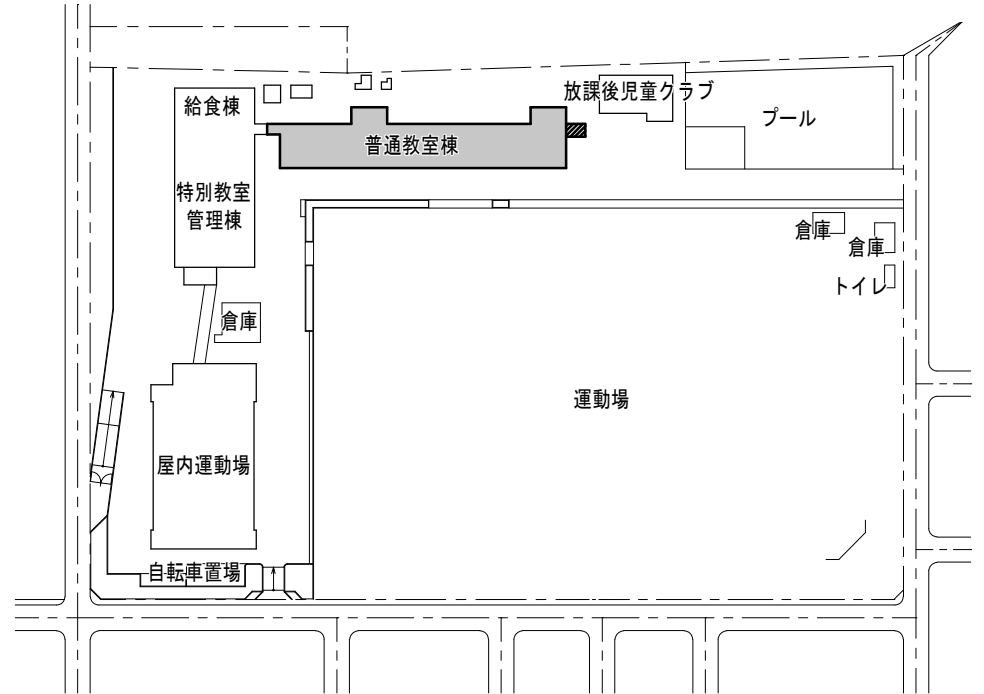 給食棟
放課後児童クラブ
プール
普通教室棟
特別教室
管理棟
倉庫
倉庫
トイレ
倉庫
運動場
屋内運動場
自転車置場